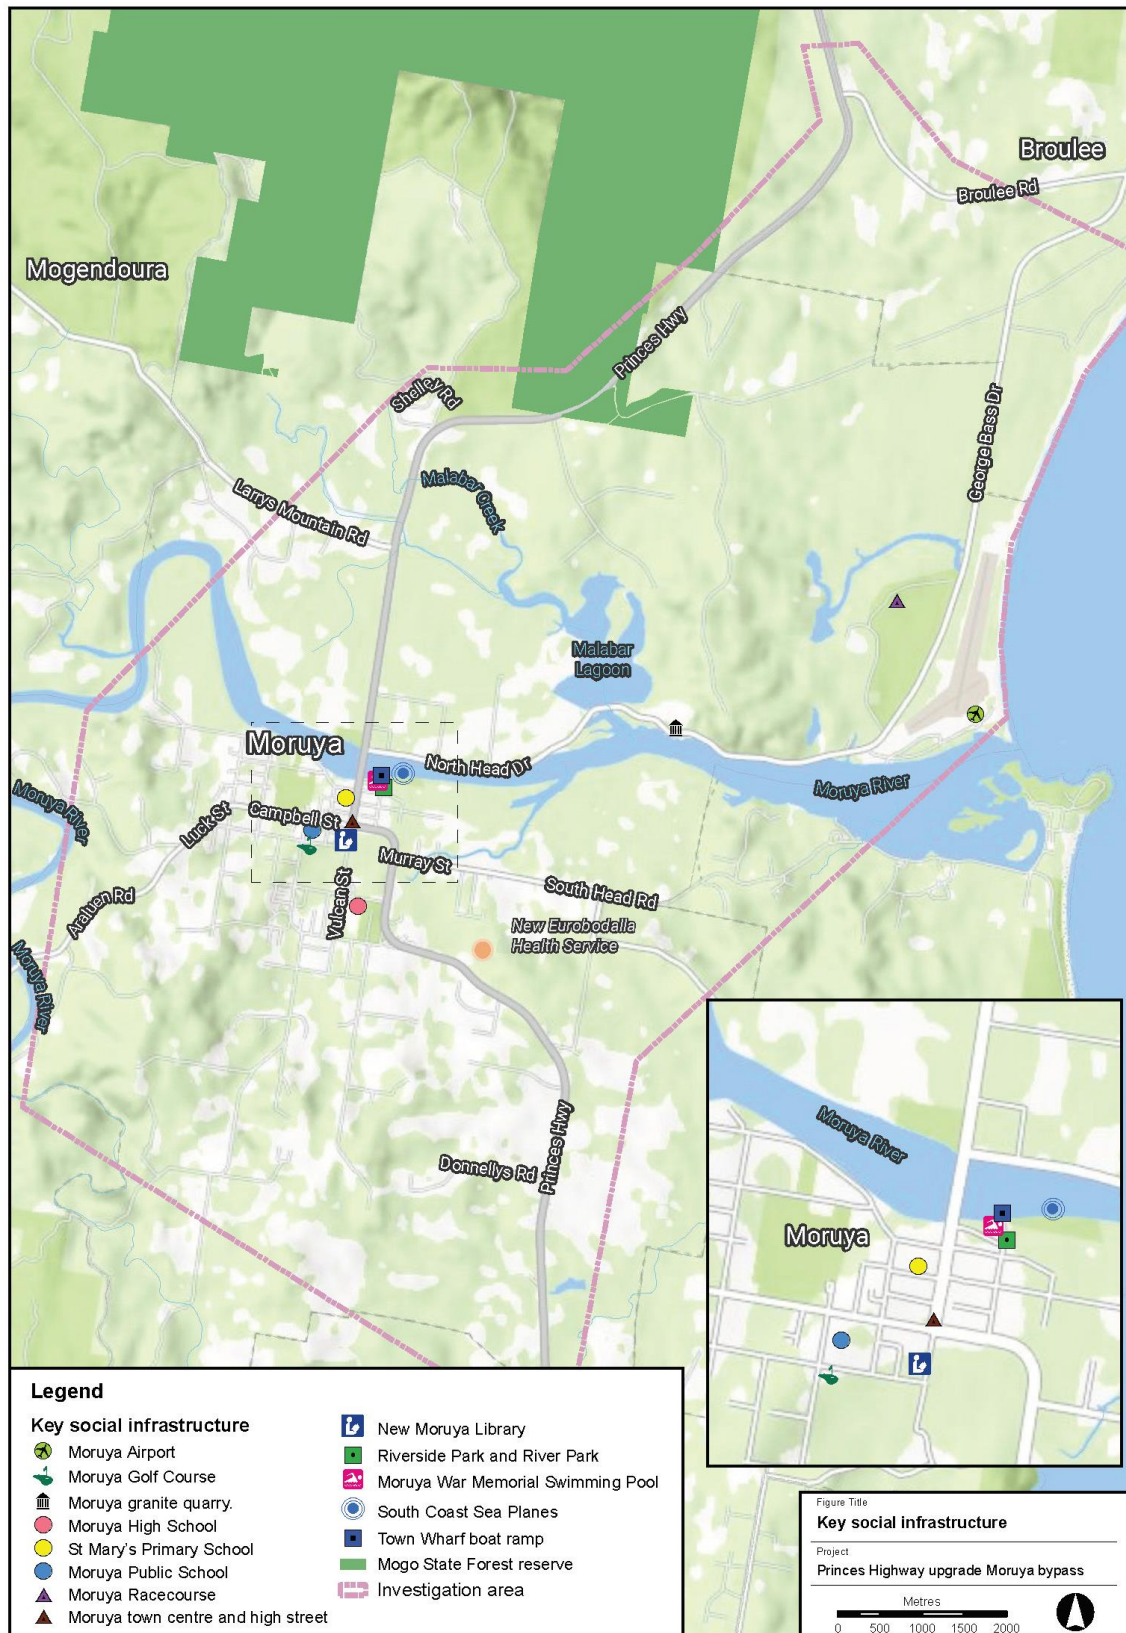 Broulee
Broulee Rd
Mogendoura
Princes Hwy
Shelley Rd
George Bass Dr
Malabar
Creek
Larrys Mountain Rd
Malabar
Lagoon
Moruya
North Head Dr
Moruya River
Moruya River
Luck St
Campbell St
Murray St
South Head Rd
Araluen Rd
Vulcan St
New Eurobodalla
Health Service
Moruya
River
Donnellys Rd
Princes Hwy
Moruya
River
Moruya
Legend
Key social infrastructure
Moruya Airport
Moruya Golf Course
Moruya granite quarry.
Moruya High School
St Mary's Primary School
Moruya Public School
Moruya Racecourse
Moruya town centre and high street
New Moruya Library
Riverside Park and River Park
Moruya War Memorial Swimming Pool
South Coast Sea Planes
Town Wharf boat ramp
Mogo State Forest reserve
Investigation area
Figure Title
Key social infrastructure
Project
Princes Highway upgrade Moruya bypass
Metres
0 500 1000 1500 2000